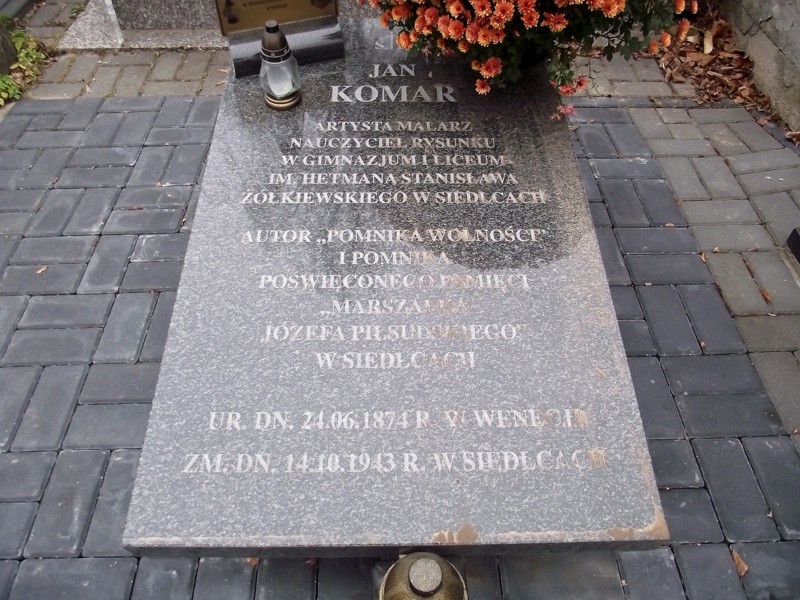 JAN
KOMAR
ARTYSTA MALARZ
NAUCZYCIEL RYSUNKU
W GIMNAZJUM I LICEUM
IM. HETMANA STANISŁAWA
ŻÓŁKIEWSKIEGO W SIEDLCACH
AUTOR „POMNIKA WOLNOŚCI”
I POMNIKA
POŚWIĘCONEGO PAMIĘCI
„MARSZAŁKA
JÓZEFA PIŁSUDSKIEGO”
W SIEDLCACH
UR. DN. 24.06.1874 R. W WENECJI
ZM. DN. 14.10.1943 R. W SIEDLCACH